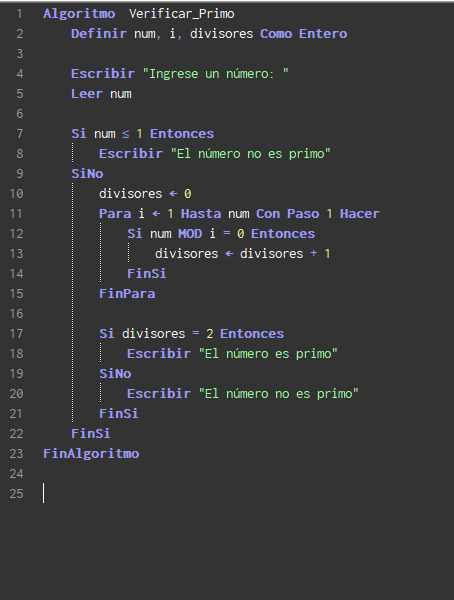 1 Algoritmo Verificar_Primo
2 Definir num, i, divisores Como Entero
3
4 Escribir "Ingrese un número: "
5 Leer num
6
7 Si num ≤ 1 Entonces
8 Escribir "El número no es primo"
9 SiNo
10 divisores ← 0
11 Para i ← 1 Hasta num Con Paso 1 Hacer
12 Si num MOD i = 0 Entonces
13 divisores ← divisores + 1
14 FinSi
15 FinPara
16
17 Si divisores = 2 Entonces
18 Escribir "El número es primo"
19 SiNo
20 Escribir "El número no es primo"
21 FinSi
22 FinSi
23 FinAlgoritmo
24
25